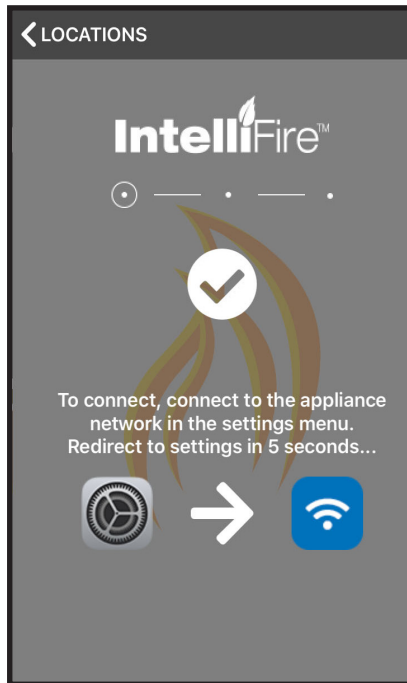 LOCATIONS
IntelliFire™
To connect, connect to the appliance
network in the settings menu.
Redirect to settings in 5 seconds...